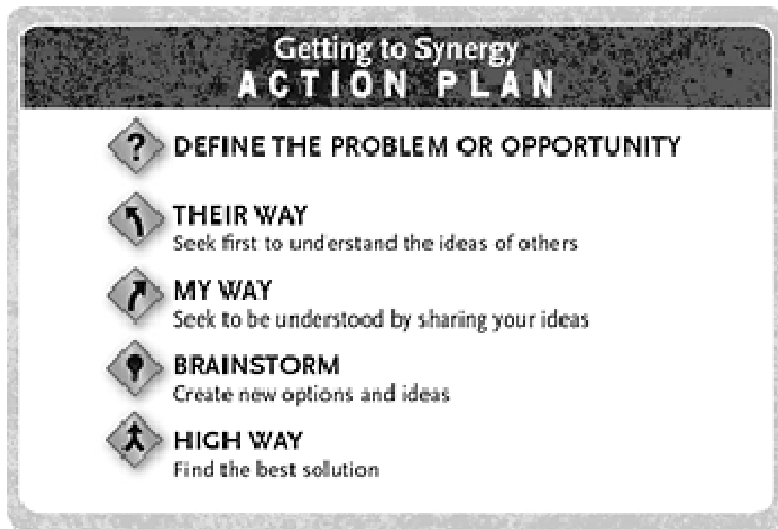 Getting to Synergy
ACTION PLAN
?
DEFINE THE PROBLEM OR OPPORTUNITY
THEIR WAY
Seek first to understand the ideas of others
MY WAY
Seek to be understood by sharing your ideas
BRAINSTORM
Create new options and ideas
HIGH WAY
Find the best solution